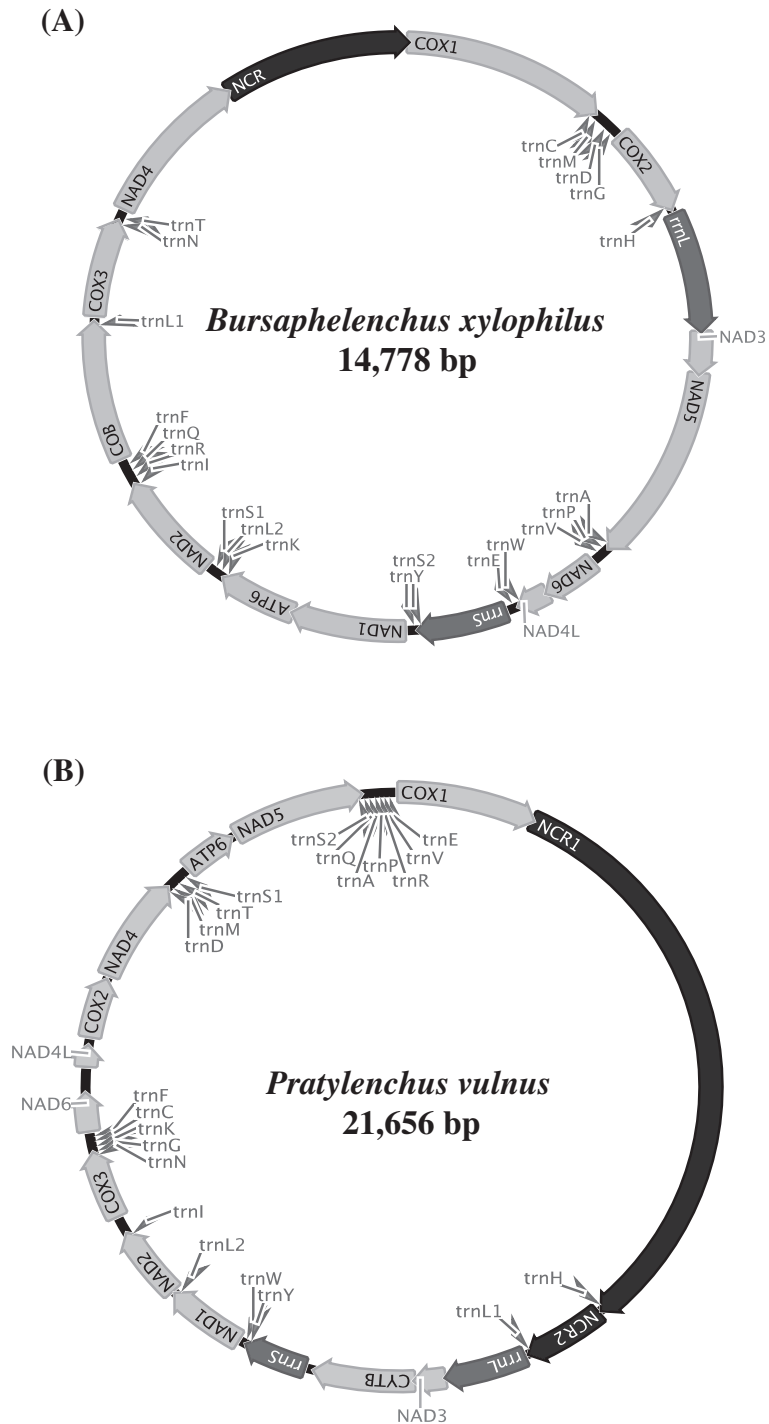 (A)
NCR
COX1
trnC
trnM
trnD
trnG
COX2
trnH
rrnL
NAD3
NAD5
trnA
trnP
trnV
NAD6
NAD4L
trnW
trnE
rrnS
trnS2
trnY
NAD1
ATP6
trnS1
trnL2
trnK
NAD2
trnF
trnQ
trnR
trnI
COB
trnL1
COX3
trnT
trnN
NAD4
Bursaphelenchus xylophilus
14,778 bp
(B)
COX1
NCR1
trnH
NCR2
trnL1
rrnL
NAD3
CYTB
rrnS
trnW
trnY
NAD1
trnL2
NAD2
trnI
COX3
trnF
trnC
trnK
trnG
trnN
NAD6
NAD4L
COX2
NAD4
trnS1
trnT
trnM
trnD
ATP6
NAD5
trnS2
trnQ
trnA
trnP
trnR
trnV
trnE
Pratylenchus vulnus
21,656 bp